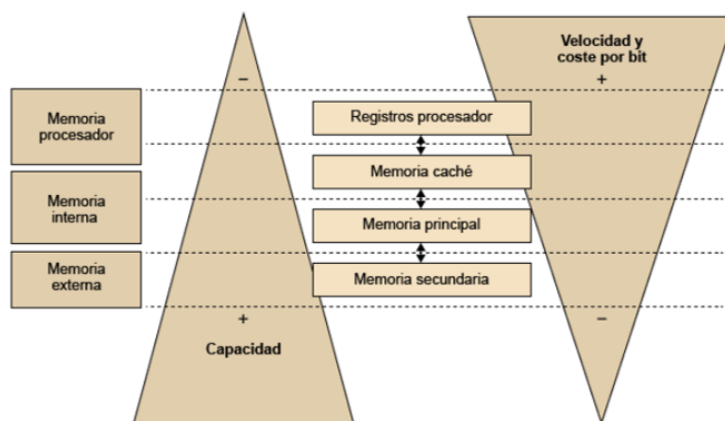 Velocidad y
coste por bit
–
+
Memoria
procesador
Registros procesador
Memoria caché
Memoria
interna
Memoria principal
Memoria
externa
Memoria secundaria
+
–
Capacidad